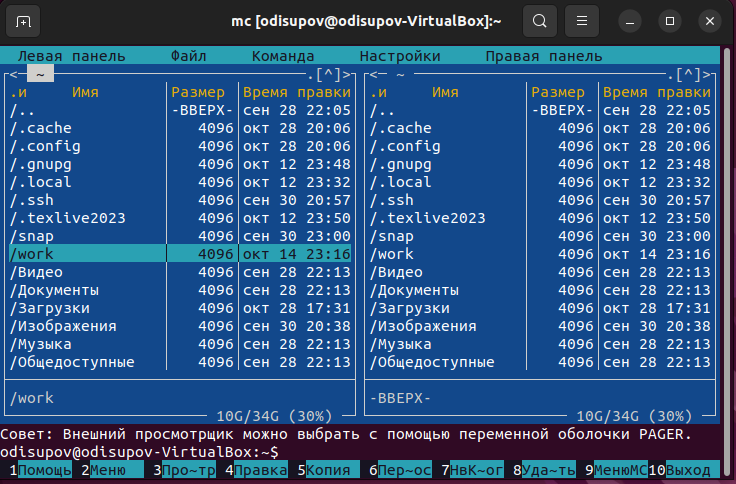 mc [odisupov@odisupov-VirtualBox]:~
Левая панель Файл Команда Настройки Правая панель
<- ~ .[^]> <- ~ .[^]>
.и Имя Размер Время правки .и Имя Размер Время правки
/.. -ВВЕРХ- сен 28 22:05 /.. -ВВЕРХ- сен 28 22:05
/.cache 4096 окт 28 20:06 /.cache 4096 окт 28 20:06
/.config 4096 окт 28 20:06 /.config 4096 окт 28 20:06
/.gnupg 4096 окт 12 23:48 /.gnupg 4096 окт 12 23:48
/.local 4096 окт 12 23:32 /.local 4096 окт 12 23:32
/.ssh 4096 сен 30 20:57 /.ssh 4096 сен 30 20:57
/.texlive2023 4096 окт 12 23:50 /.texlive2023 4096 окт 12 23:50
/snap 4096 сен 30 23:00 /snap 4096 сен 30 23:00
/work 4096 окт 14 23:16 /work 4096 окт 14 23:16
/Видео 4096 сен 28 22:13 /Видео 4096 сен 28 22:13
/Документы 4096 сен 28 22:13 /Документы 4096 сен 28 22:13
/Загрузки 4096 окт 28 17:31 /Загрузки 4096 окт 28 17:31
/Изображения 4096 сен 30 20:38 /Изображения 4096 сен 30 20:38
/Музыка 4096 сен 28 22:13 /Музыка 4096 сен 28 22:13
/Общедоступные 4096 сен 28 22:13 /Общедоступные 4096 сен 28 22:13
/work -ВВЕРХ-
10G/34G (30%) 10G/34G (30%)
Совет: Внешний просмотрщик можно выбрать с помощью переменной оболочки PAGER.
odisupov@odisupov-VirtualBox:~$
1Помощь 2Меню 3Про~тр 4Правка 5Копия 6Пер~ос 7НвК~ог 8Уда~ть 9МенюMC 10Выход